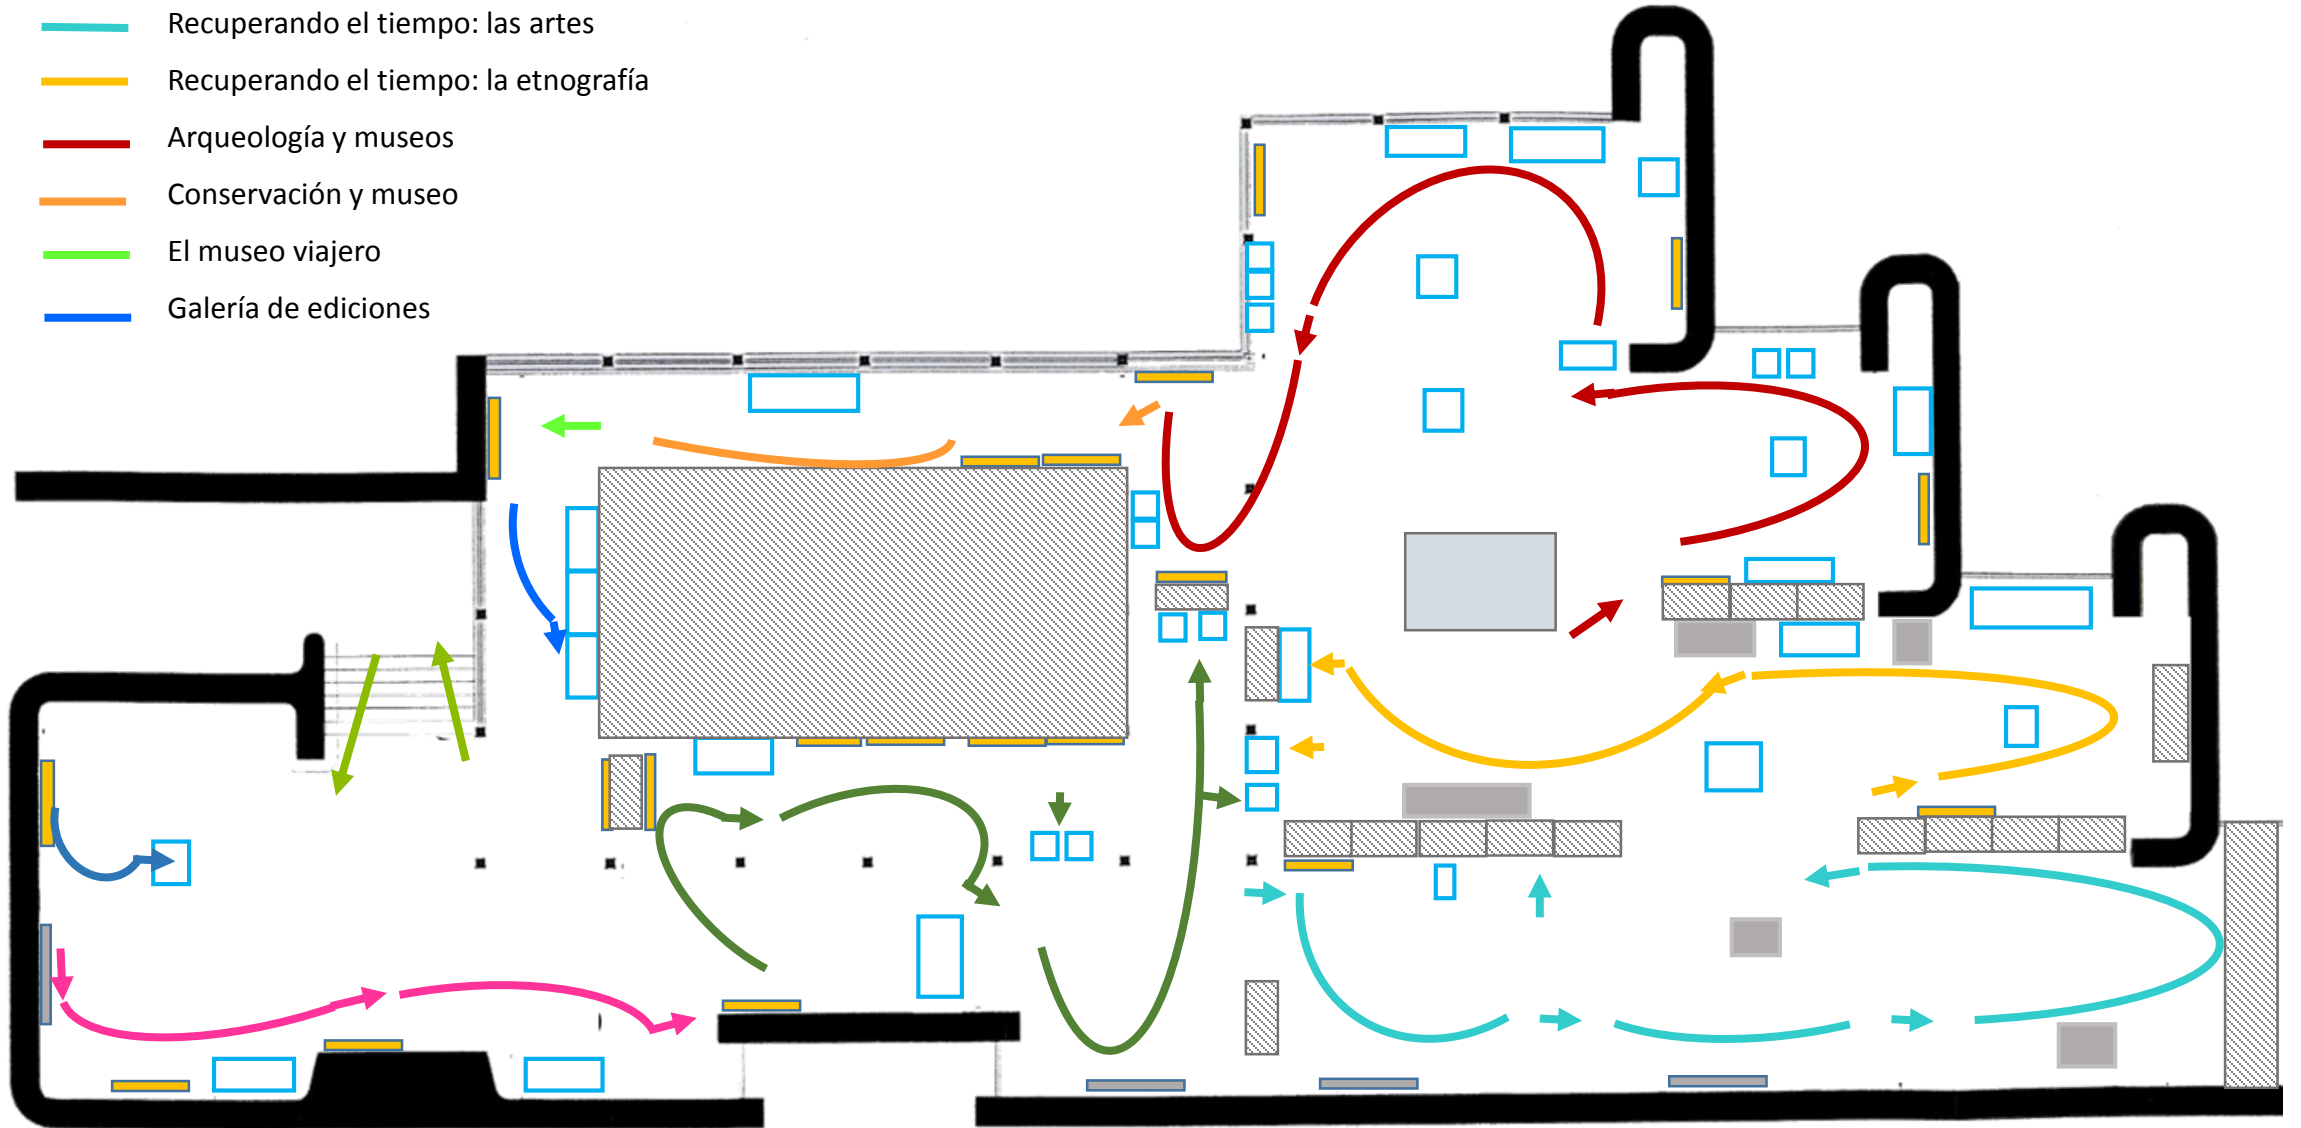 Recuperando el tiempo: las artes
Recuperando el tiempo: la etnografía
Arqueología y museos
Conservación y museo
El museo viajero
Galería de ediciones